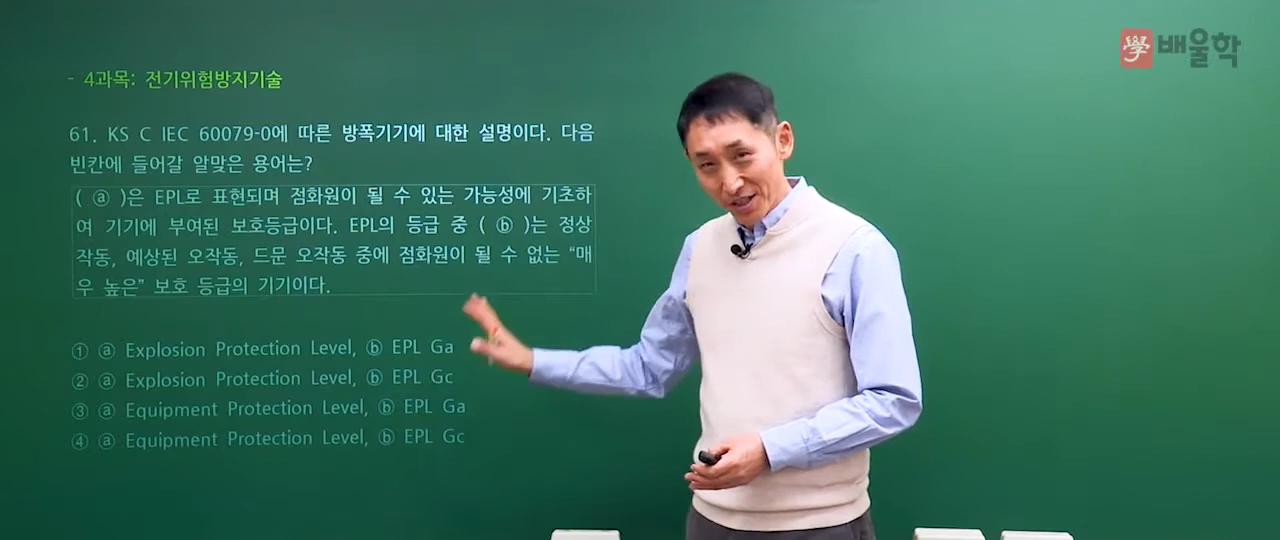 學 배울학
- 4과목: 전기위험방지기술
61. KS C IEC 60079-0에 따른 방폭기기에 대한 설명이다. 다음
빈칸에 들어갈 알맞은 용어는?
( ⓐ )은 EPL로 표현되며 점화원이 될 수 있는 가능성에 기초하
여 기기에 부여된 보호등급이다. EPL의 등급 중 ( ⓑ )는 정상
작동, 예상된 오작동, 드문 오작동 중에 점화원이 될 수 없는 “매
우 높은” 보호 등급의 기기이다.
① ⓐ Explosion Protection Level, ⓑ EPL Ga
② ⓐ Explosion Protection Level, ⓑ EPL Gc
③ ⓐ Equipment Protection Level, ⓑ EPL Ga
④ ⓐ Equipment Protection Level, ⓑ EPL Gc